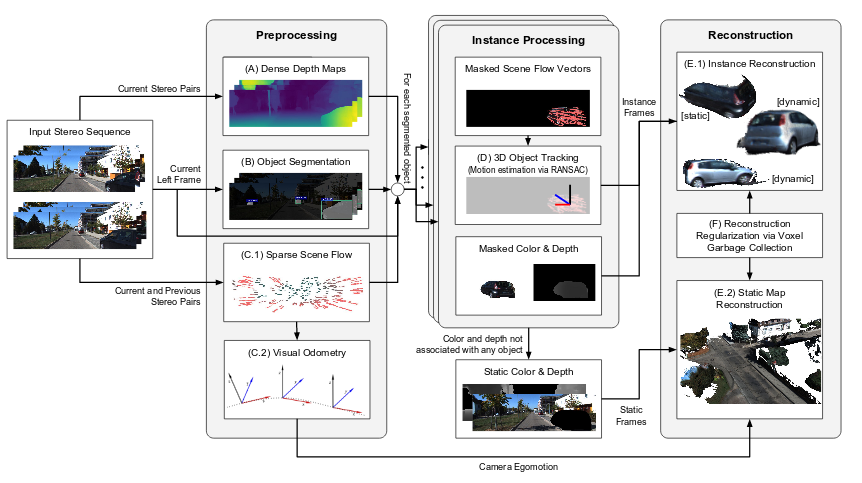 Preprocessing
Instance Processing
Reconstruction
Input Stereo Sequence
Current Stereo Pairs
Current
Left Frame
Current and Previous
Stereo Pairs
(A) Dense Depth Maps
(B) Object Segmentation
(C.1) Sparse Scene Flow
(C.2) Visual Odometry
For each segmented object
Masked Scene Flow Vectors
(D) 3D Object Tracking
(Motion estimation via RANSAC)
Masked Color & Depth
Color and depth not
associated with any object
Static Color & Depth
Instance
Frames
Static
Frames
Camera Egomotion
(E.1) Instance Reconstruction
[static]
[dynamic]
[dynamic]
(F) Reconstruction
Regularization via Voxel
Garbage Collection
(E.2) Static Map
Reconstruction